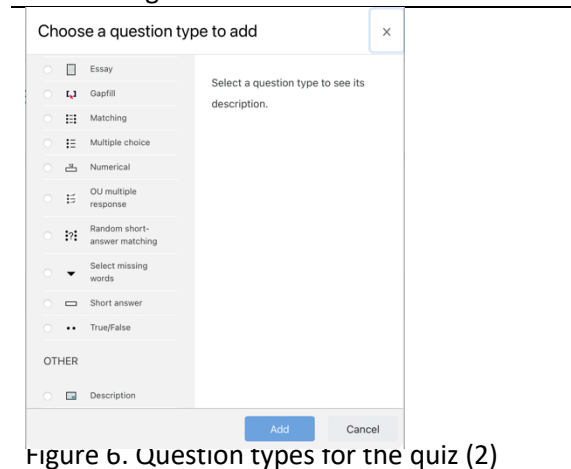 Choose a question type to add
×
Essay
Gapfill
Matching
Multiple choice
Numerical
OU multiple
response
Random short-
answer matching
Select missing
words
Short answer
True/False
OTHER
Description
Select a question type to see its
description.
Add
Cancel
Figure 6. Question types for the quiz (2)